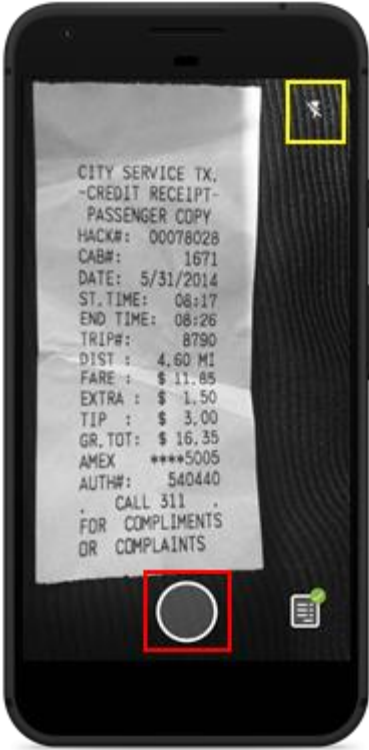 CITY SERVICE TX.
-CREDIT RECEIPT-
PASSENGER COPY
HACK#: 00078028
CAB#: 1671
DATE: 5/31/2014
ST.TIME: 08:17
END TIME: 08:26
TRIP#: 8790
DIST : 4.60 MI
FARE : $ 11.85
EXTRA : $ 1.50
TIP : $ 3.00
GR.TOT: $ 16.35
AMEX ****5005
AUTH#: 540440
. CALL 311 .
FOR COMPLIMENTS
OR COMPLAINTS